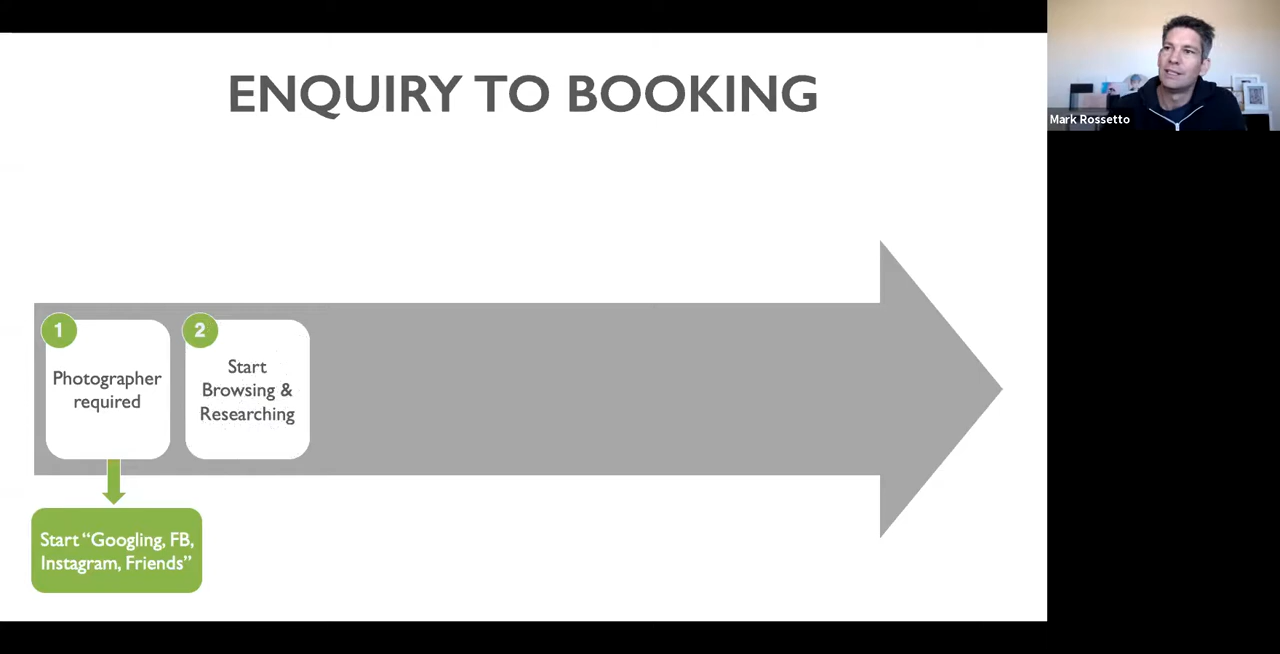 ENQUIRY TO BOOKING
Mark Rossetto
1
Photographer
required
2
Start
Browsing &
Researching
Start “Googling, FB,
Instagram, Friends”